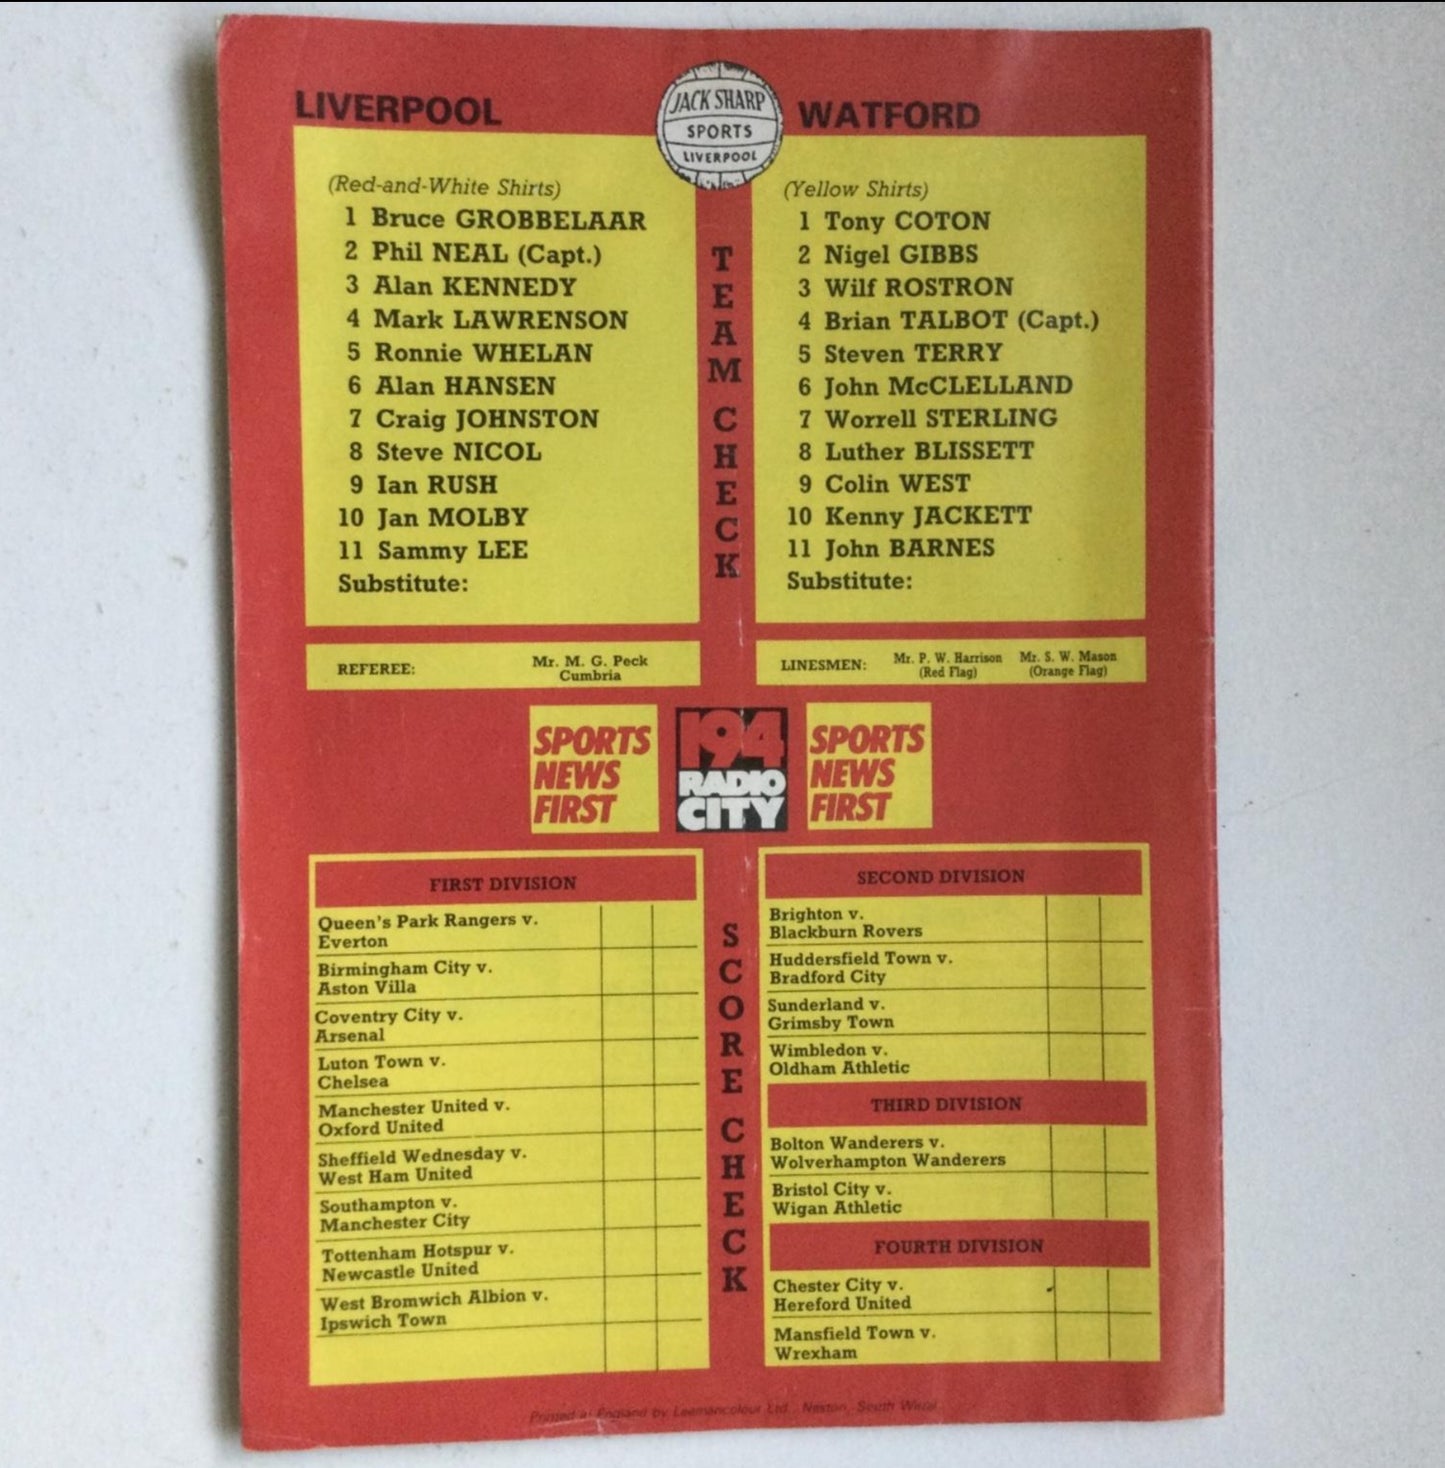 LIVERPOOL
JACK SHARP
SPORTS
LIVERPOOL
WATFORD
(Red-and-White Shirts)
1 Bruce GROBBELAAR
2 Phil NEAL (Capt.)
3 Alan KENNEDY
4 Mark LAWRENSON
5 Ronnie WHELAN
6 Alan HANSEN
7 Craig JOHNSTON
8 Steve NICOL
9 Ian RUSH
10 Jan MOLBY
11 Sammy LEE
Substitute:
TEAM CHECK
(Yellow Shirts)
1 Tony COTON
2 Nigel GIBBS
3 Wilf ROSTRON
4 Brian TALBOT (Capt.)
5 Steven TERRY
6 John McCLELLAND
7 Worrell STERLING
8 Luther BLISSETT
9 Colin WEST
10 Kenny JACKETT
11 John BARNES
Substitute:
REFEREE:
Mr. M. G. Peck
Cumbria
LINESMEN:
Mr. P. W. Harrison
(Red Flag)
Mr. S. W. Mason
(Orange Flag)
SPORTS
NEWS
FIRST
194
RADIO
CITY
SPORTS
NEWS
FIRST
FIRST DIVISION
Queen's Park Rangers v.
Everton
Birmingham City v.
Aston Villa
Coventry City v.
Arsenal
Luton Town v.
Chelsea
Manchester United v.
Oxford United
Sheffield Wednesday v.
West Ham United
Southampton v.
Manchester City
Tottenham Hotspur v.
Newcastle United
West Bromwich Albion v.
Ipswich Town
SCORE CHECK
SECOND DIVISION
Brighton v.
Blackburn Rovers
Huddersfield Town v.
Bradford City
Sunderland v.
Grimsby Town
Wimbledon v.
Oldham Athletic
THIRD DIVISION
Bolton Wanderers v.
Wolverhampton Wanderers
Bristol City v.
Wigan Athletic
FOURTH DIVISION
Chester City v.
Hereford United
Mansfield Town v.
Wrexham
Printed in England by Leemancolour Ltd., Neston, South Wirral